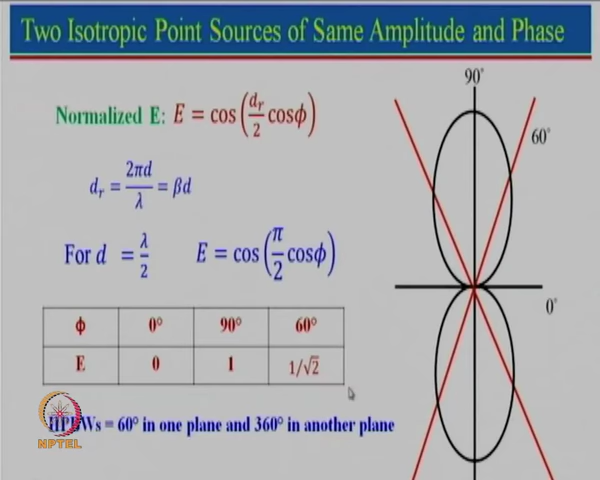 Two Isotropic Point Sources of Same Amplitude and Phase
Normalized E: E = cos(d_r/2 cosϕ)
d_r = 2πd/λ = βd
For d = λ/2 E = cos(π/2 cosϕ)
ϕ 0° 90° 60°
E 0 1 1/√2
HPBWs = 60° in one plane and 360° in another plane
NPTEL
90°
60°
0°